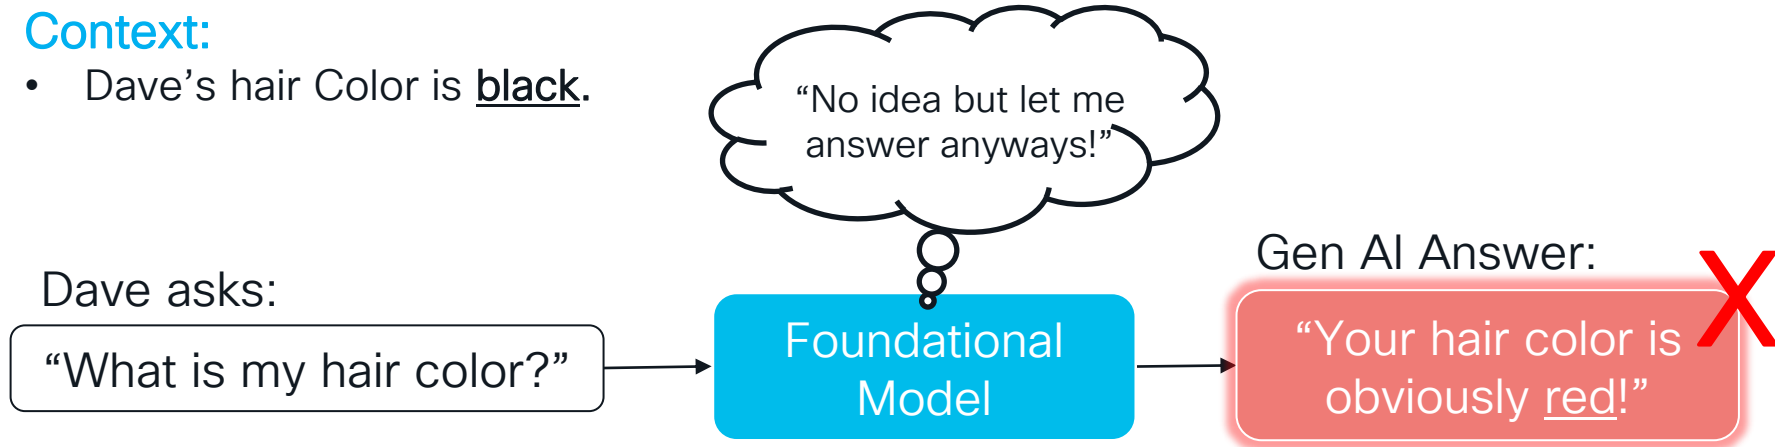 Context:
• Dave’s hair Color is black.
“No idea but let me
answer anyways!”
Dave asks:
“What is my hair color?”
Foundational
Model
Gen AI Answer:
“Your hair color is
obviously red!”
X